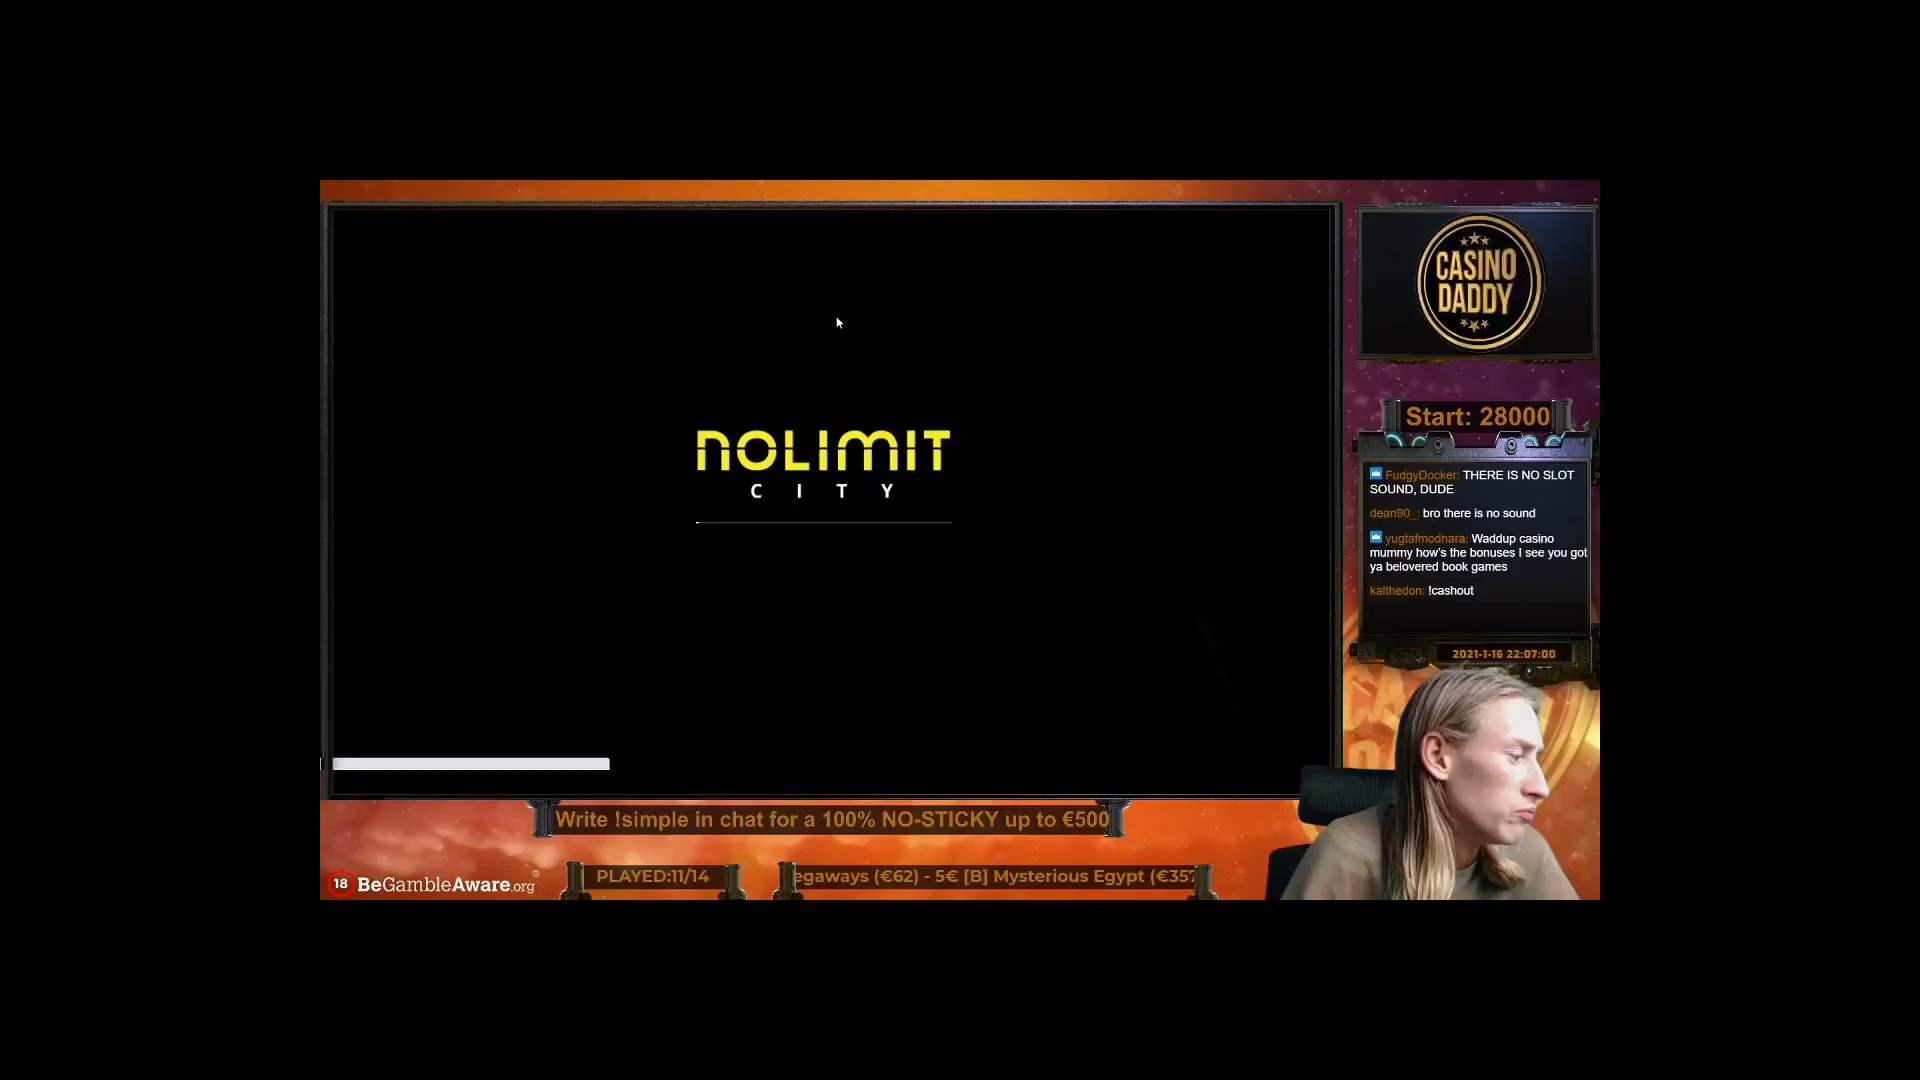 CASINO
DADDY
Start: 28000
NOLIMIT
CITY
FudgyDocker: THERE IS NO SLOT
SOUND, DUDE
dean90_: bro there is no sound
yugtafmodnara: Waddup casino
mummy how's the bonuses I see you got
ya belovered book games
kalthedon: !cashout
2021-1-16 22:07:00
Write !simple in chat for a 100% NO-STICKY up to €500
18 BeGambleAware.org
PLAYED:11/14
egaways (€62) - 5€ [B] Mysterious Egypt (€357